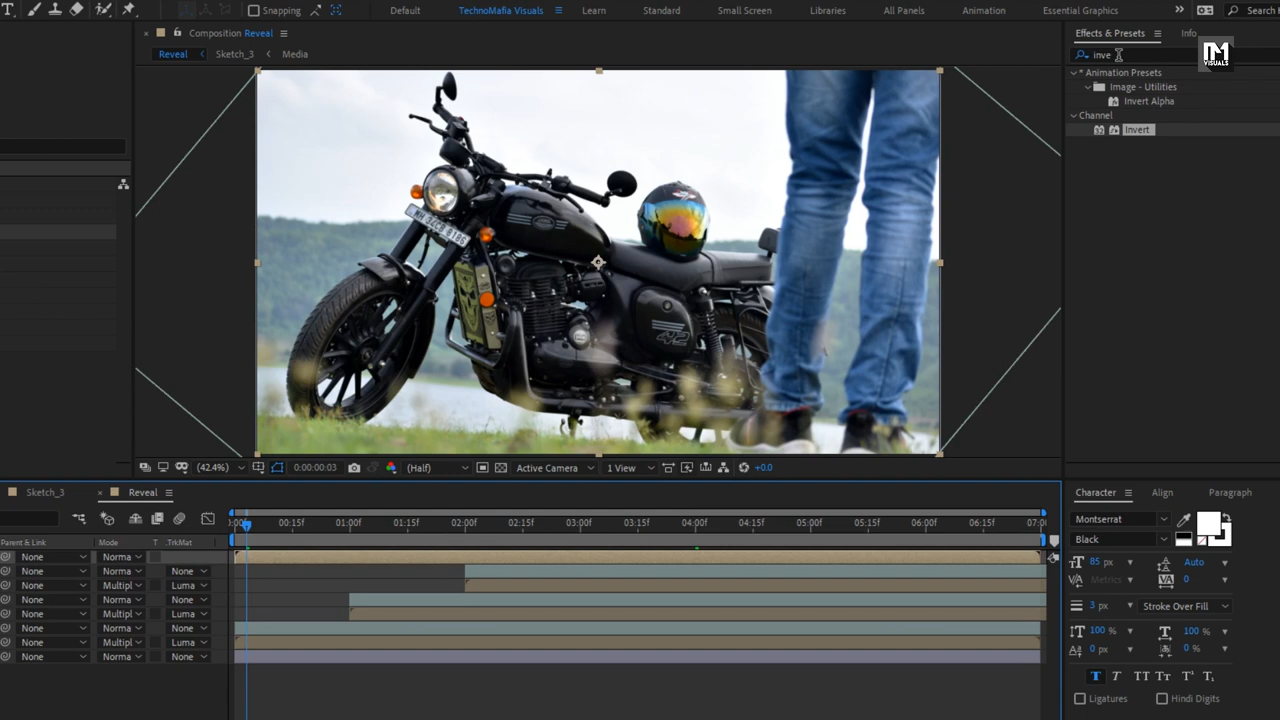 Snapping
Default
TechnoMafia Visuals
Learn
Standard
Small Screen
Libraries
All Panels
Animation
Essential Graphics
Search
Composition Reveal
Effects & Presets
Info
VISUALS
Reveal
Sketch_3
Media
inve
* Animation Presets
Image - Utilities
Invert Alpha
Channel
Invert
42
(42.4%)
0:00:00:03
(Half)
Active Camera
1 View
+0.0
Sketch_3
Reveal
Character
Align
Paragraph
00:15f
01:00f
01:15f
02:00f
02:15f
03:00f
03:15f
04:00f
04:15f
05:00f
05:15f
06:00f
06:15f
07:00
Parent & Link
Mode
T
.TrkMat
None Norma
None Norma None
None Multipl Luma
None Norma None
None Multipl Luma
None Norma None
None Multipl Luma
None Norma None
Montserrat
Black
85 px
Auto
Metrics
0
3 px
Stroke Over Fill
100 %
100 %
0 px
0 %
Ligatures
Hindi Digits